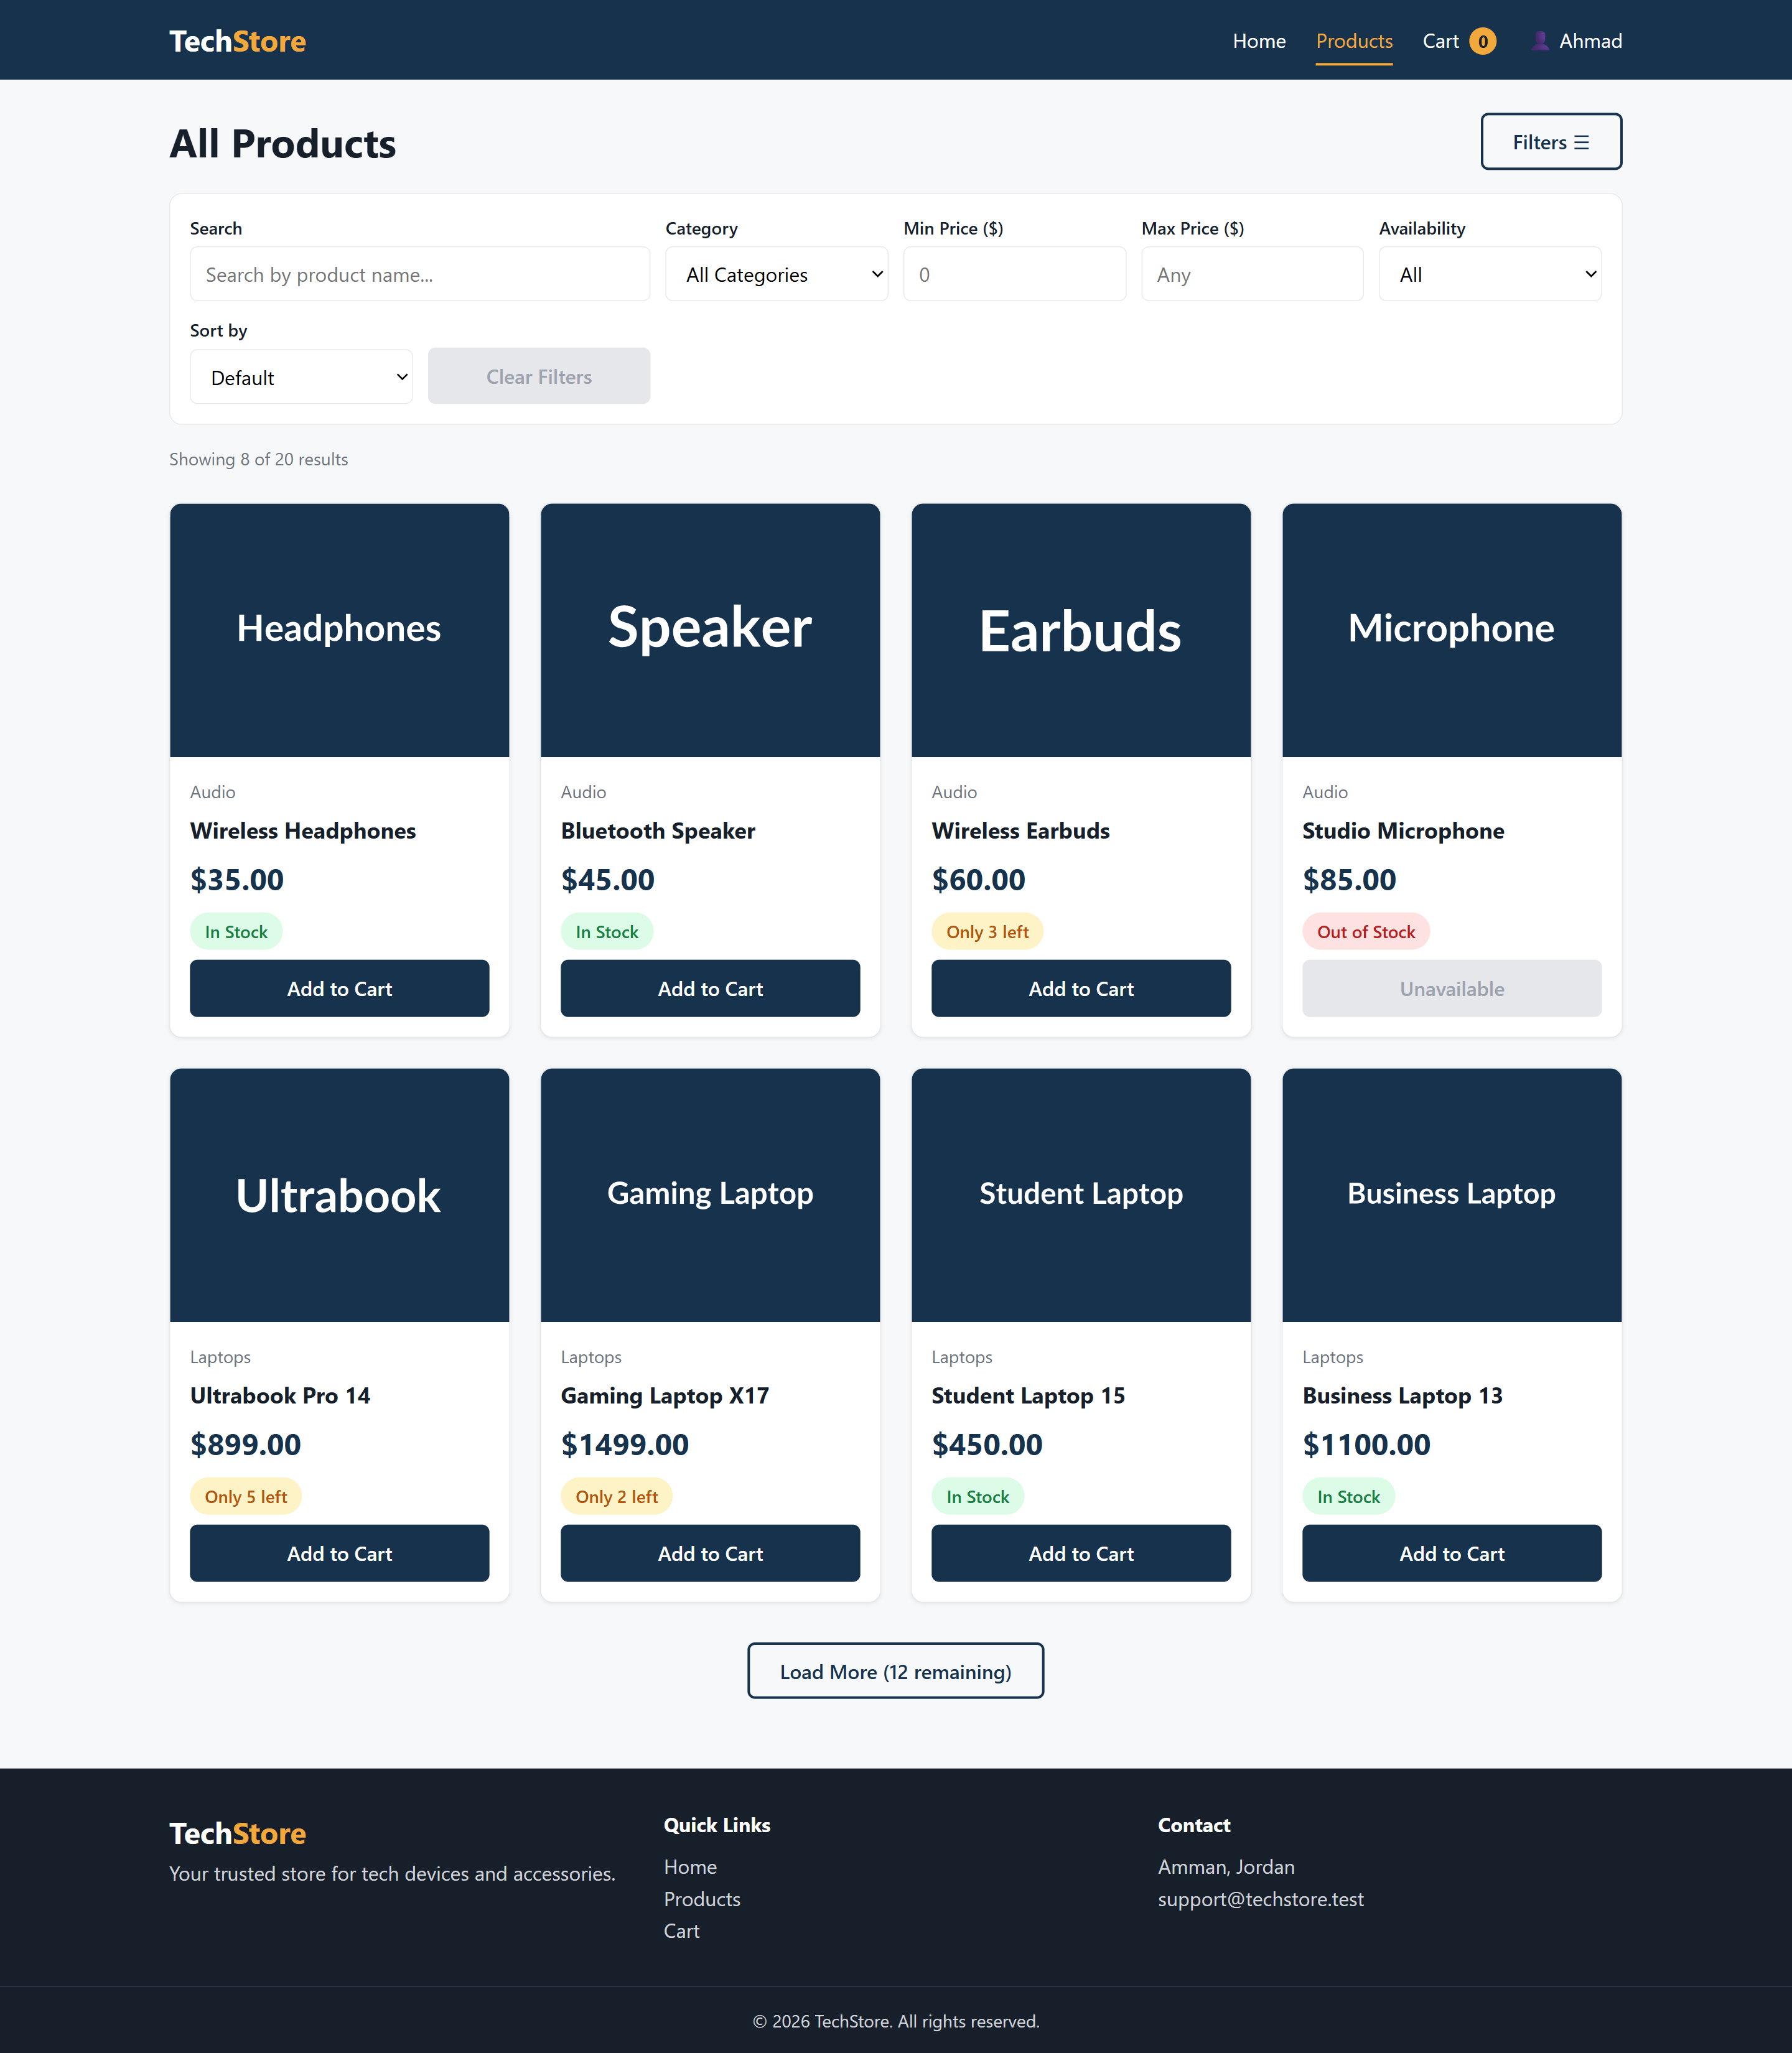 TechStore
Home Products Cart 0 Ahmad
All Products
Filters ☰
Search Category Min Price ($) Max Price ($) Availability
Search by product name... All Categories 0 Any All
Sort by
Default Clear Filters
Showing 8 of 20 results
Headphones Speaker Earbuds Microphone
Audio Audio Audio Audio
Wireless Headphones Bluetooth Speaker Wireless Earbuds Studio Microphone
$35.00 $45.00 $60.00 $85.00
In Stock In Stock Only 3 left Out of Stock
Add to Cart Add to Cart Add to Cart Unavailable
Ultrabook Gaming Laptop Student Laptop Business Laptop
Laptops Laptops Laptops Laptops
Ultrabook Pro 14 Gaming Laptop X17 Student Laptop 15 Business Laptop 13
$899.00 $1499.00 $450.00 $1100.00
Only 5 left Only 2 left In Stock In Stock
Add to Cart Add to Cart Add to Cart Add to Cart
Load More (12 remaining)
TechStore
Your trusted store for tech devices and accessories.
Quick Links
Home
Products
Cart
Contact
Amman, Jordan
support@techstore.test
© 2026 TechStore. All rights reserved.